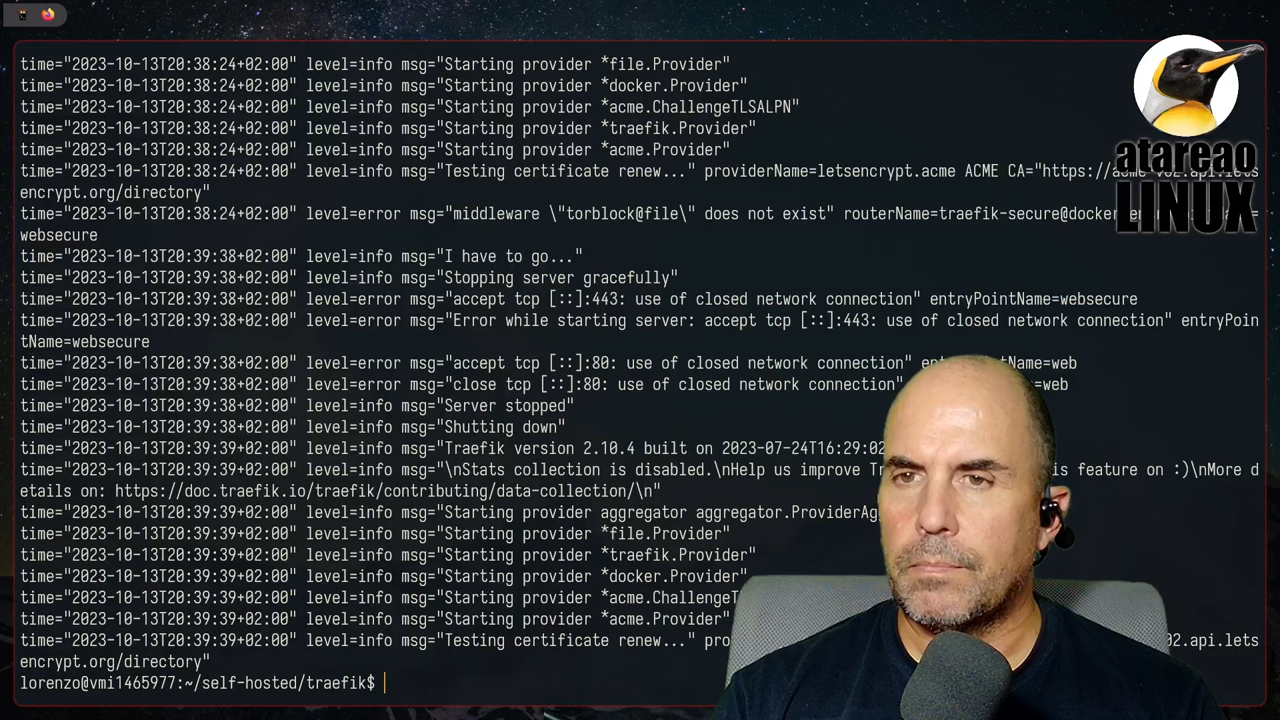 time="2023-10-13T20:38:24+02:00" level=info msg="Starting provider *file.Provider"
time="2023-10-13T20:38:24+02:00" level=info msg="Starting provider *docker.Provider"
time="2023-10-13T20:38:24+02:00" level=info msg="Starting provider *acme.ChallengeTLSALPN"
time="2023-10-13T20:38:24+02:00" level=info msg="Starting provider *traefik.Provider"
time="2023-10-13T20:38:24+02:00" level=info msg="Starting provider *acme.Provider"
time="2023-10-13T20:38:24+02:00" level=info msg="Testing certificate renew..." providerName=letsencrypt.acme ACME CA="https://acme-v02.api.lets
encrypt.org/directory"
time="2023-10-13T20:38:24+02:00" level=error msg="middleware \"torblock@file\" does not exist" routerName=traefik-secure@docker
websecure
time="2023-10-13T20:39:38+02:00" level=info msg="I have to go..."
time="2023-10-13T20:39:38+02:00" level=info msg="Stopping server gracefully"
time="2023-10-13T20:39:38+02:00" level=error msg="accept tcp [::]:443: use of closed network connection" entryPointName=websecure
time="2023-10-13T20:39:38+02:00" level=error msg="Error while starting server: accept tcp [::]:443: use of closed network connection" entryPoin
tName=websecure
time="2023-10-13T20:39:38+02:00" level=error msg="accept tcp [::]:80: use of closed network connection" entryPointName=web
time="2023-10-13T20:39:38+02:00" level=error msg="close tcp [::]:80: use of closed network connection" =web
time="2023-10-13T20:39:38+02:00" level=info msg="Server stopped"
time="2023-10-13T20:39:38+02:00" level=info msg="Shutting down"
time="2023-10-13T20:39:39+02:00" level=info msg="Traefik version 2.10.4 built on 2023-07-24T16:29:02
time="2023-10-13T20:39:39+02:00" level=info msg="\nStats collection is disabled.\nHelp us improve Tr is feature on :)\nMore d
etails on: https://doc.traefik.io/traefik/contributing/data-collection/\n"
time="2023-10-13T20:39:39+02:00" level=info msg="Starting provider aggregator aggregator.ProviderAg
time="2023-10-13T20:39:39+02:00" level=info msg="Starting provider *file.Provider"
time="2023-10-13T20:39:39+02:00" level=info msg="Starting provider *traefik.Provider"
time="2023-10-13T20:39:39+02:00" level=info msg="Starting provider *docker.Provider"
time="2023-10-13T20:39:39+02:00" level=info msg="Starting provider *acme.ChallengeT
time="2023-10-13T20:39:39+02:00" level=info msg="Starting provider *acme.Provider"
time="2023-10-13T20:39:39+02:00" level=info msg="Testing certificate renew..." pro 02.api.lets
encrypt.org/directory"
lorenzo@vmi1465977:~/self-hosted/traefik$
atareao
LINUX